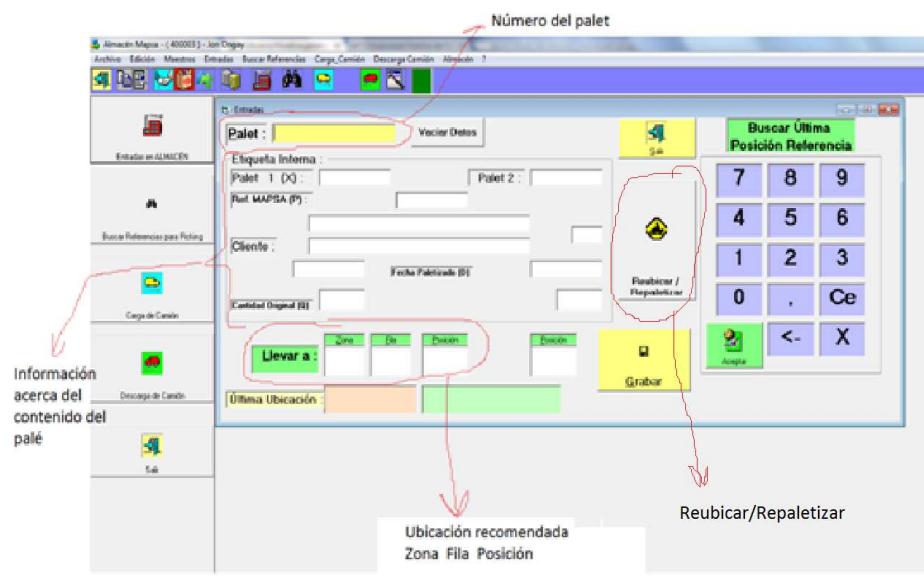 Número del palet
Almacén Mapsa - ( 400003 ) - Jon Ongay
Archivo Edición Maestros Entradas Buscar Referencias Carga_Camión Descarga Camión Almacén ?
Entradas
Palet : Vaciar Datos
Salir
Buscar Última
Posición Referencia
Entradas en ALMACÉN
Etiqueta Interna :
Palet 1 (X) : Palet 2 :
Ref. MAPSA (P) :
7 8 9
4 5 6
Buscar Referencias para Picking
Cliente :
1 2 3
Fecha Paletizado (D)
Reubicar /
Repaletizar
0 , Ce
Cantidad Original (Q)
Carga de Camión
Zona Fila Posición Posición
Llevar a :
<- X
Aceptar
Grabar
Información
acerca del
contenido del
palé
Descarga de Camión
Última Ubicación :
Salir
Reubicar/Repaletizar
Ubicación recomendada
Zona Fila Posición